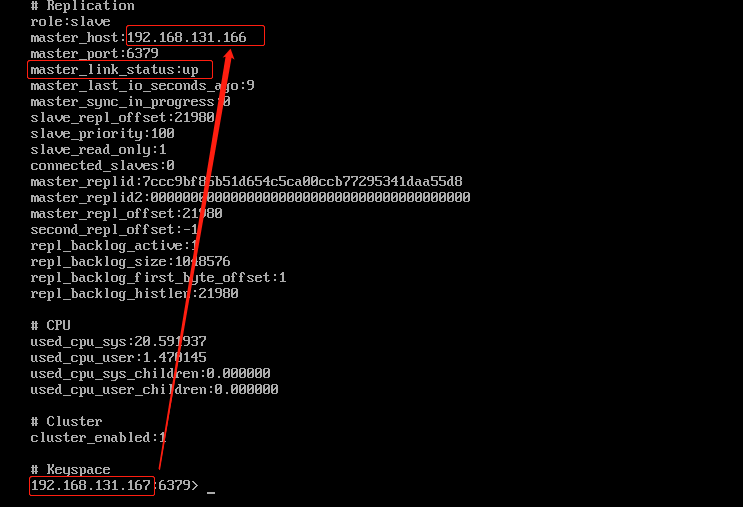 # Replication
role:slave
master_host:192.168.131.166
master_port:6379
master_link_status:up
master_last_io_seconds_ago:9
master_sync_in_progress:0
slave_repl_offset:21980
slave_priority:100
slave_read_only:1
connected_slaves:0
master_replid:7ccc9bf85b51d654c5ca00ccb77295341daa55d8
master_replid2:0000000000000000000000000000000000000000
master_repl_offset:21980
second_repl_offset:-1
repl_backlog_active:1
repl_backlog_size:1048576
repl_backlog_first_byte_offset:1
repl_backlog_histlen:21980
# CPU
used_cpu_sys:20.591937
used_cpu_user:1.470145
used_cpu_sys_children:0.000000
used_cpu_user_children:0.000000
# Cluster
cluster_enabled:1
# Keyspace
192.168.131.167:6379> _